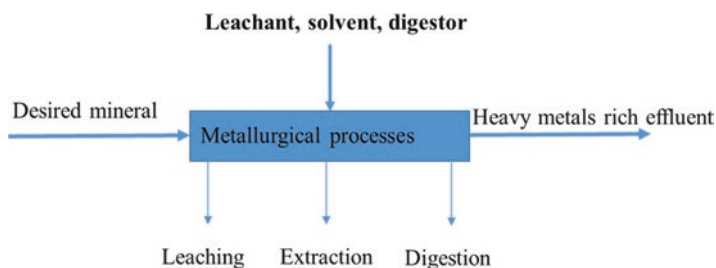 Leachant, solvent, digestor
Desired mineral
Metallurgical processes
Heavy metals rich effluent
Leaching
Extraction
Digestion